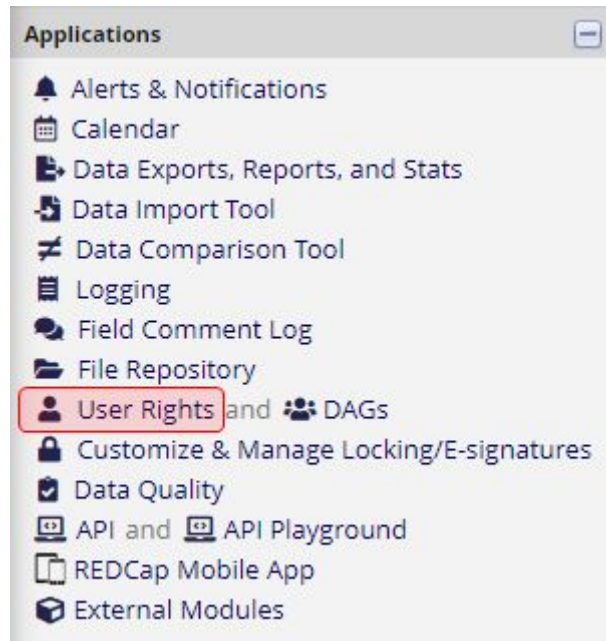 Applications
Alerts & Notifications
Calendar
Data Exports, Reports, and Stats
Data Import Tool
Data Comparison Tool
Logging
Field Comment Log
File Repository
User Rights and DAGs
Customize & Manage Locking/E-signatures
Data Quality
API and API Playground
REDCap Mobile App
External Modules